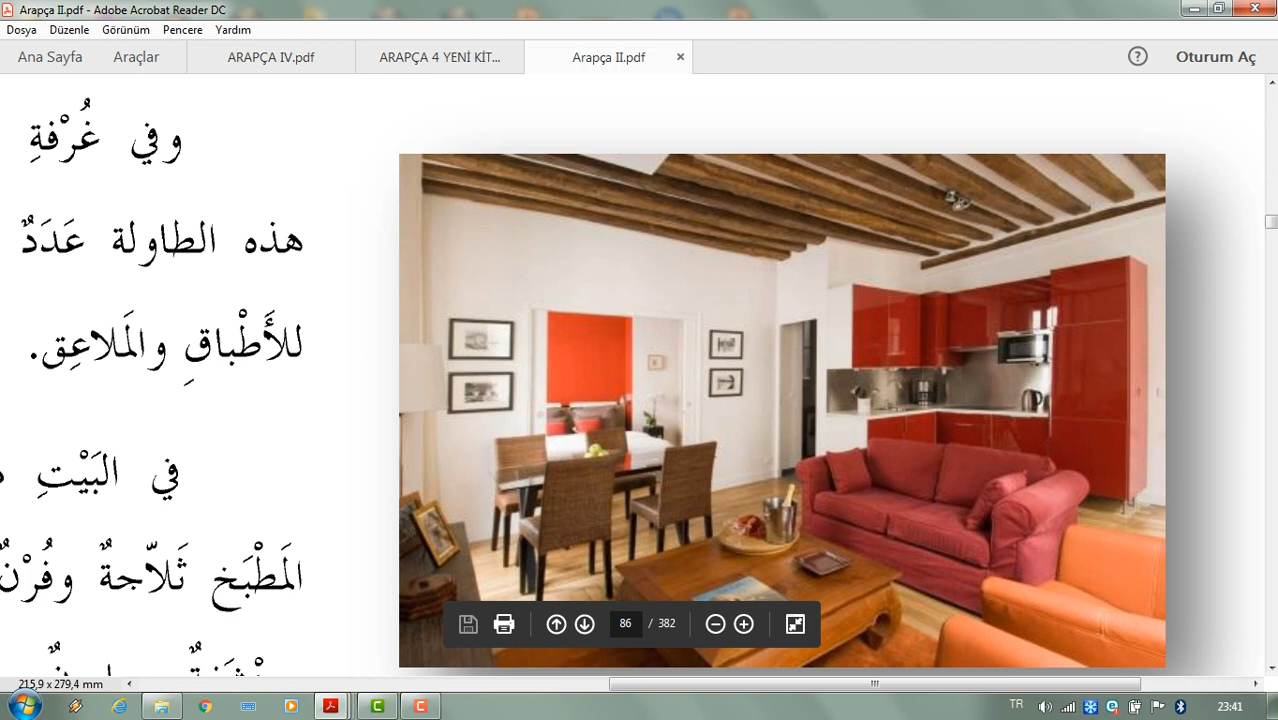 Arapça II.pdf - Adobe Acrobat Reader DC
Dosya Düzenle Görünüm Pencere Yardım
Ana Sayfa Araçlar ARAPÇA IV.pdf ARAPÇA 4 YENİ KİT... Arapça II.pdf Oturum Aç
وفي غُرْفةِ
هذه الطاولة عَدَدٌ
للأَطْباقِ والمَلاعِق.
في البَيْتِ
المَطْبَخ ثَلاّجةٌ وفُرْنٌ
86 / 382
215,9 x 279,4 mm
TR 23:41